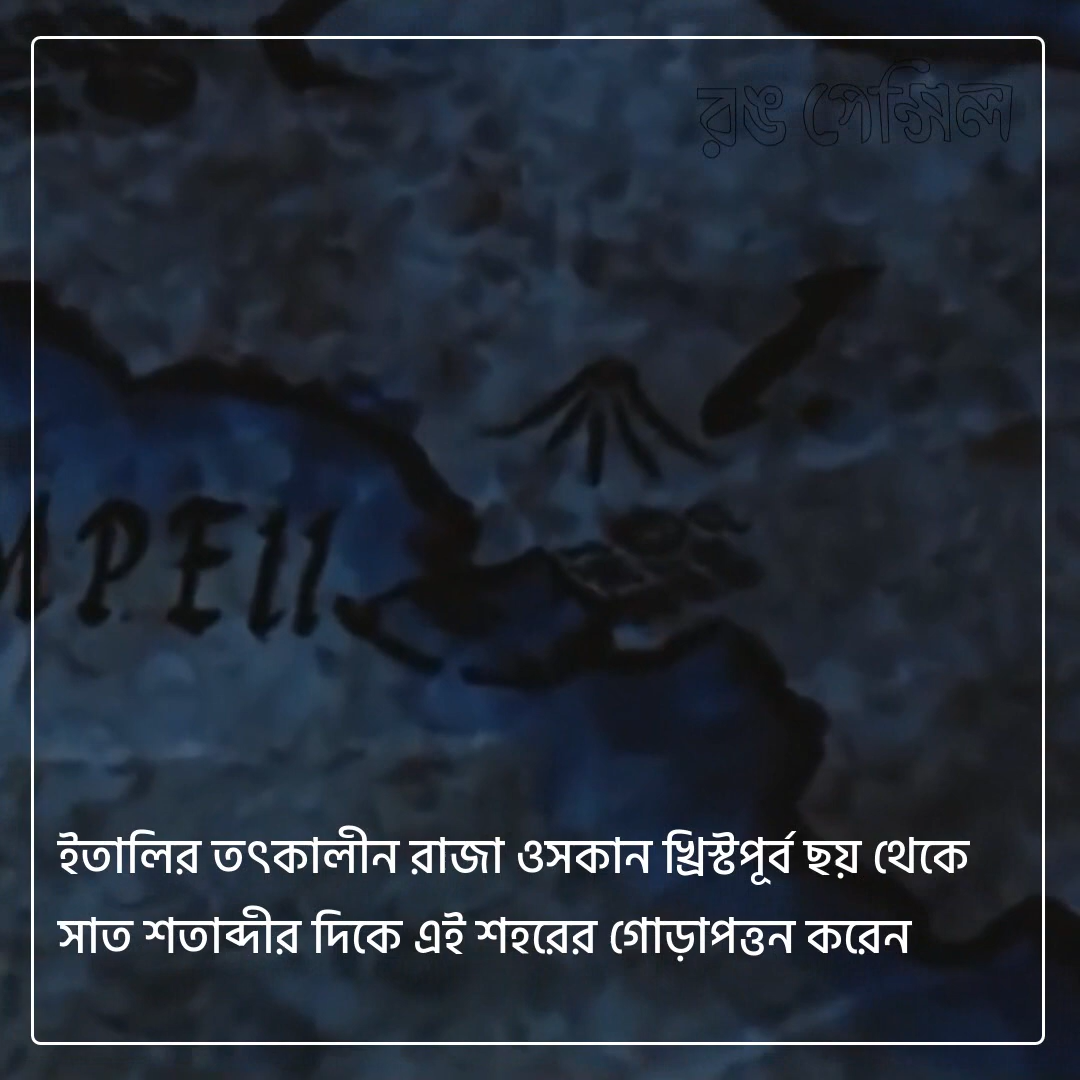 রঙ পেন্সিল
MPEII
ইতালির তৎকালীন রাজা ওসকান খ্রিস্টপূর্ব ছয় থেকে
সাত শতাব্দীর দিকে এই শহরের গোড়াপত্তন করেন